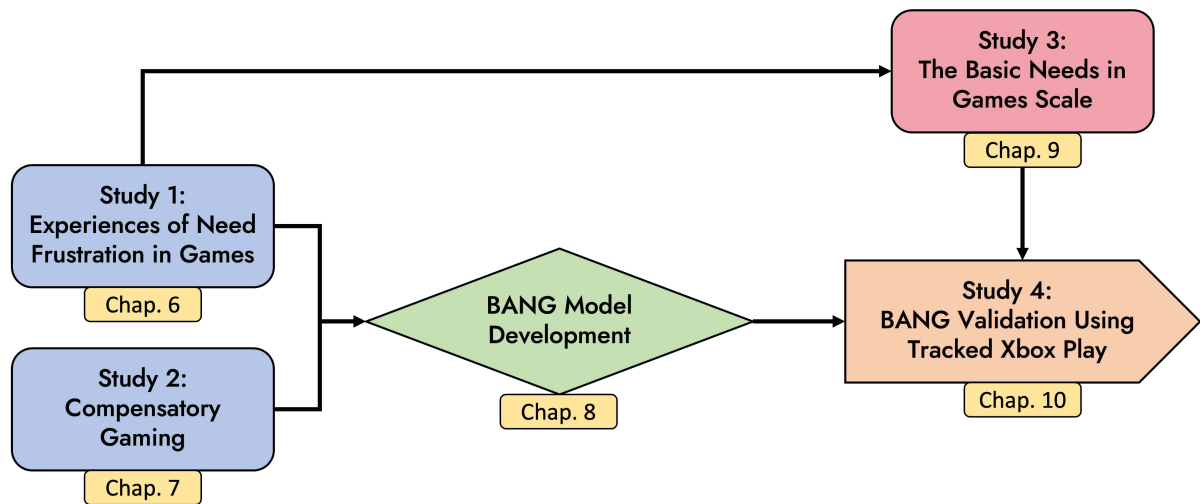 Study 3:
The Basic Needs in
Games Scale
Chap. 9
Study 1:
Experiences of Need
Frustration in Games
Chap. 6
BANG Model
Development
Chap. 8
Study 4:
BANG Validation Using
Tracked Xbox Play
Chap. 10
Study 2:
Compensatory
Gaming
Chap. 7